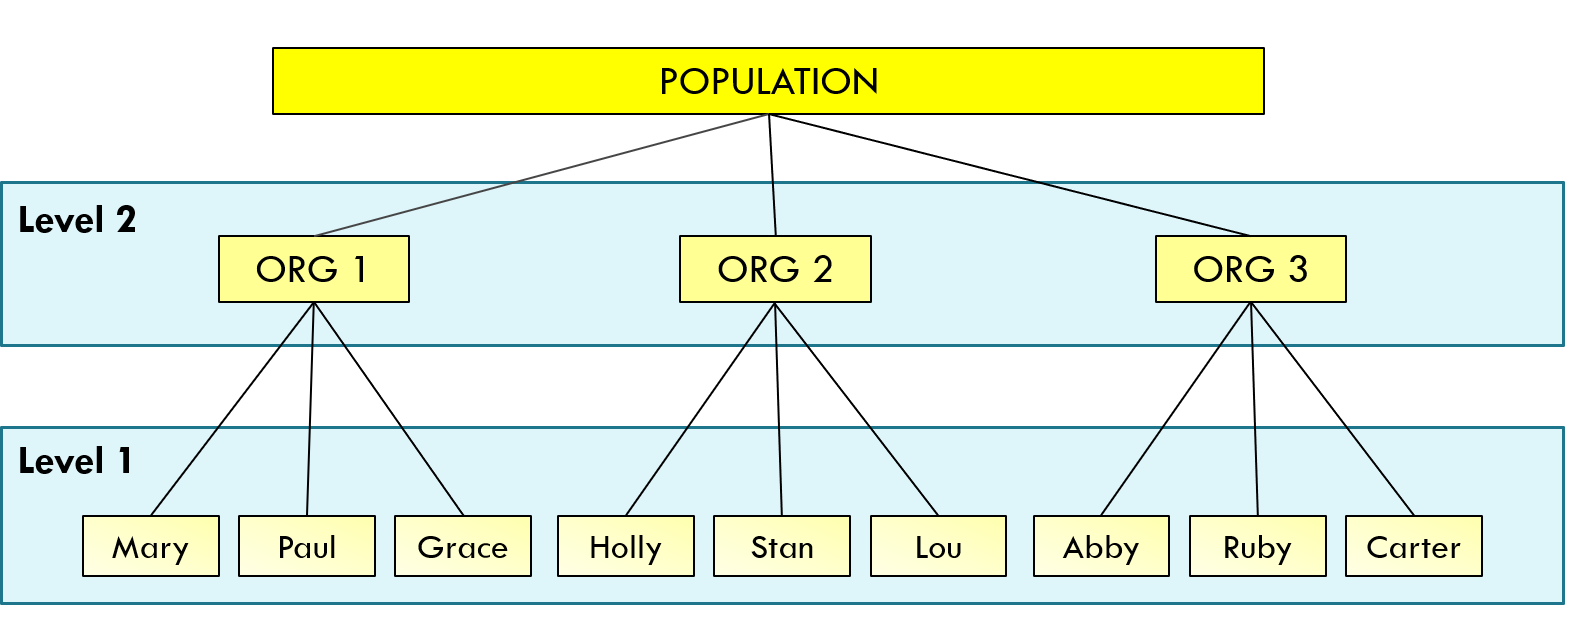 POPULATION
Level 2
ORG 1
ORG 2
ORG 3
Level 1
Mary
Paul
Grace
Holly
Stan
Lou
Abby
Ruby
Carter